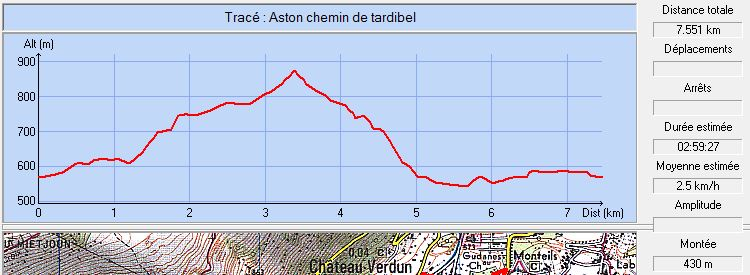 Tracé : Aston chemin de tardibel
Alt (m)
900
800
700
600
500
0 1 2 3 4 5 6 7 Dist (km)
Distance totale
7.551 km
Déplacements
Arrêts
Durée estimée
02:59:27
Moyenne estimée
2.5 km/h
Amplitude
Montée
430 m
Château Verdun
Gudanes
Chau
Monteils
Lab